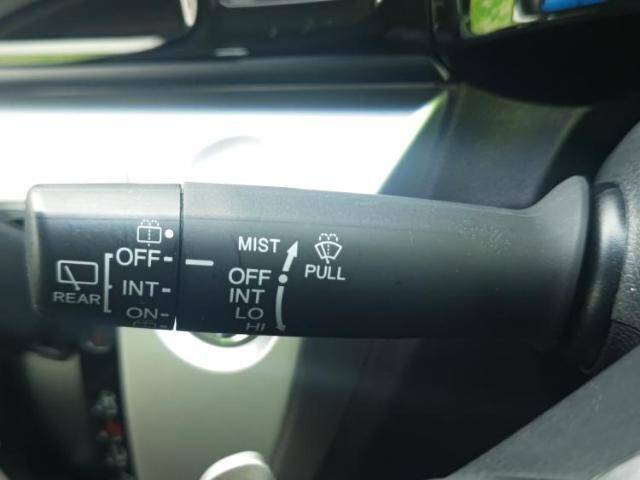 REAR
OFF
INT
ON
MIST
OFF
INT
LO
HI
PULL